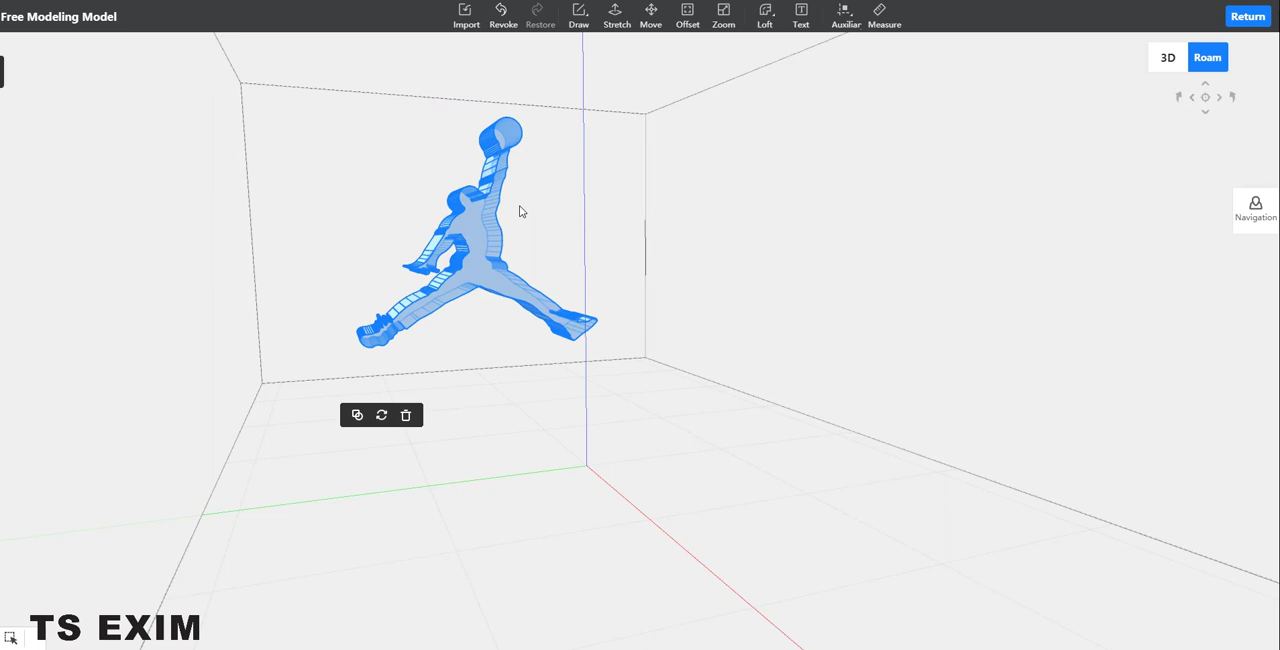 Free Modeling Model
Import Revoke Restore Draw Stretch Move Offset Zoom Loft Text Auxiliar Measure
Return
3D Roam
Navigation
TS EXIM